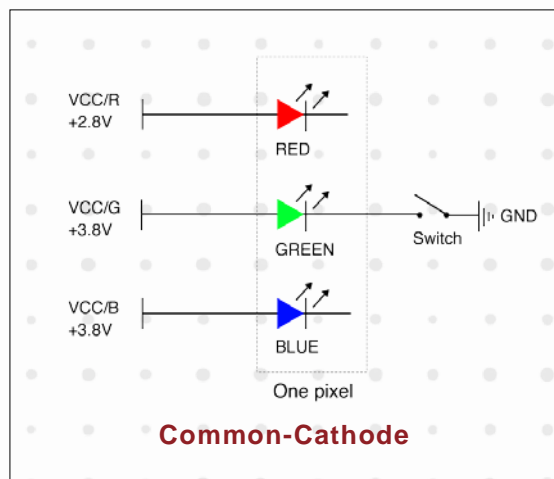 VCC/R
+2.8V
RED
VCC/G
+3.8V
GREEN
Switch
GND
VCC/B
+3.8V
BLUE
One pixel
Common-Cathode